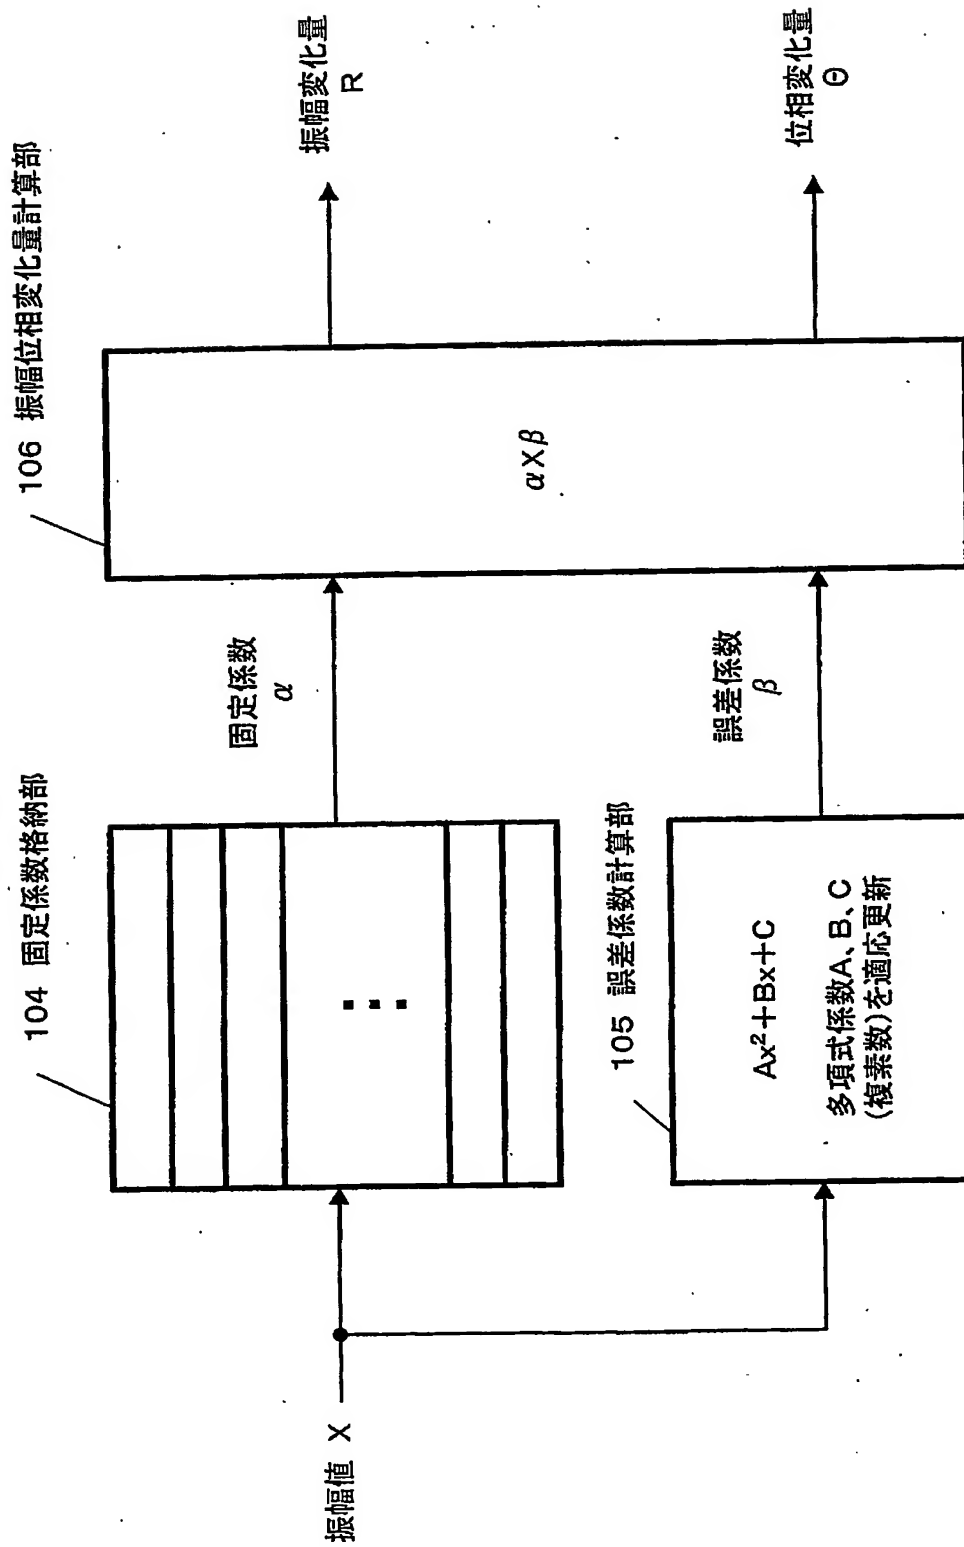 振幅値 X
104 固定係数格納部
固定係数
α
105 誤差係数計算部
Ax²+Bx+C
多項式係数A、B、C
(複素数)を適応更新
誤差係数
β
106 振幅位相変化量計算部
αXβ
振幅変化量
R
位相変化量
Θ